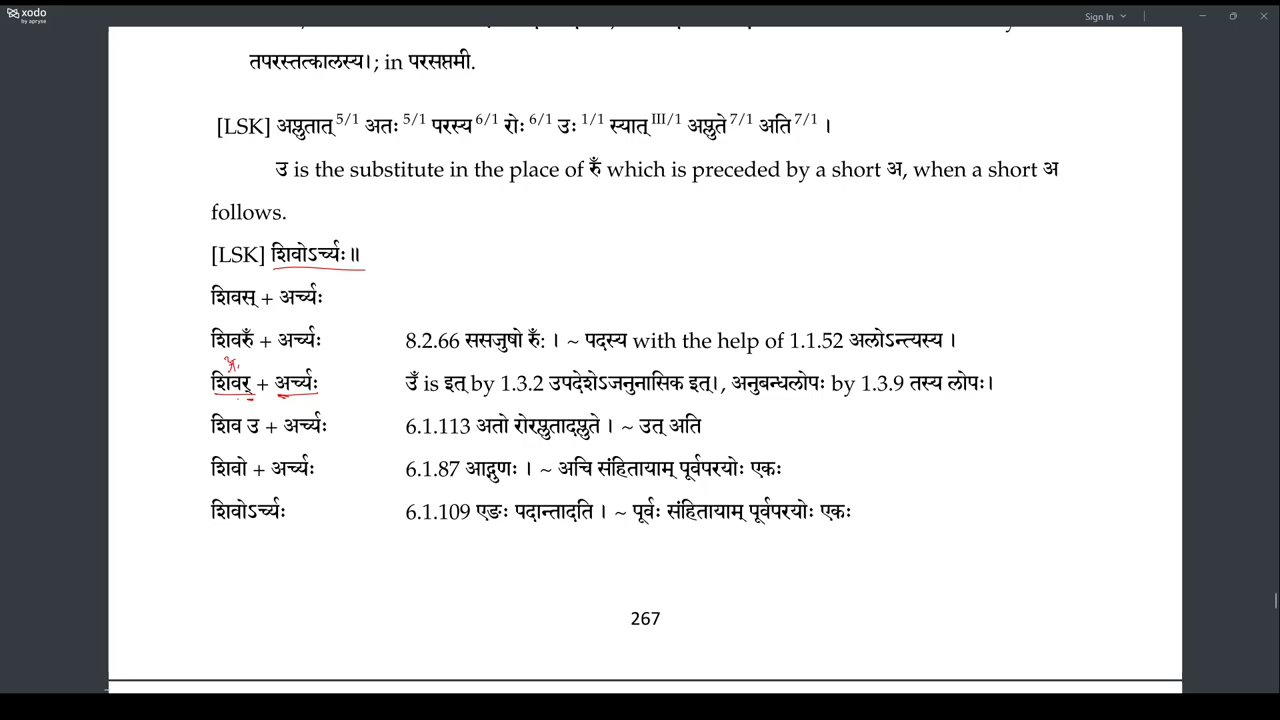 xodo
by apryse
Sign In
तपरस्तत्कालस्य।; in परसप्तमी.
[LSK] अप्लुतात् 5/1 अतः 5/1 परस्य 6/1 रोः 6/1 उः 1/1 स्यात् III/1 अप्लुते 7/1 अति 7/1 ।
उ is the substitute in the place of रुँ which is preceded by a short अ, when a short अ
follows.
[LSK] शिवोऽर्च्यः॥
शिवस् + अर्च्यः
शिवरुँ + अर्च्यः 8.2.66 ससजुषो रुँ: । ~ पदस्य with the help of 1.1.52 अलोऽन्त्यस्य ।
शिवर् + अर्च्यः उँ is इत् by 1.3.2 उपदेशेऽजनुनासिक इत्।, अनुबन्धलोपः by 1.3.9 तस्य लोपः।
शिव उ + अर्च्यः 6.1.113 अतो रोरप्लुतादप्लुते । ~ उत् अति
शिवो + अर्च्यः 6.1.87 आद्गुणः । ~ अचि संहितायाम् पूर्वपरयोः एकः
शिवोऽर्च्यः 6.1.109 एङः पदान्तादति । ~ पूर्वः संहितायाम् पूर्वपरयोः एकः
267